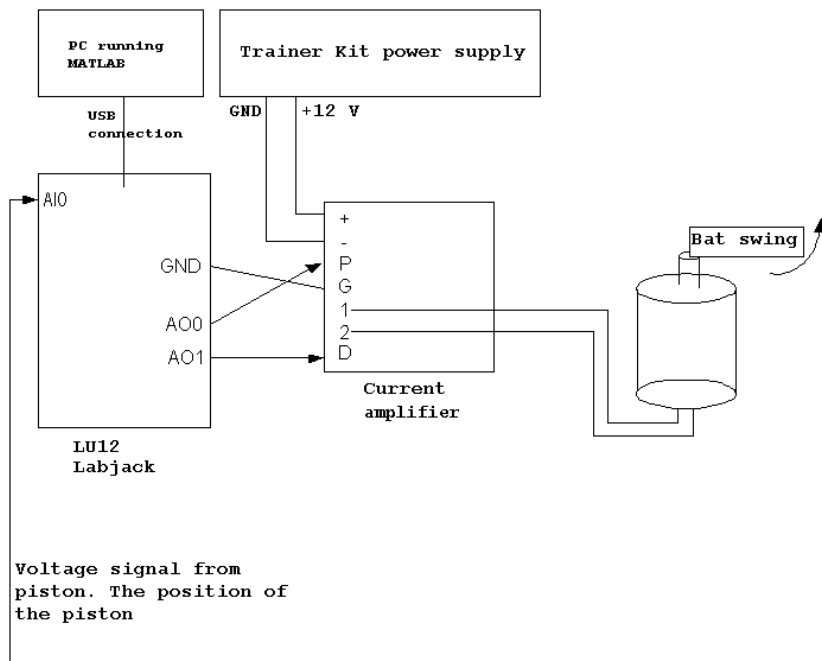 PC running
MATLAB
Trainer Kit power supply
USB
connection
GND
+12 V
AI0
GND
AO0
AO1
+
-
P
G
1
2
D
Bat swing
Current
amplifier
LU12
Labjack
Voltage signal from
piston. The position of
the piston